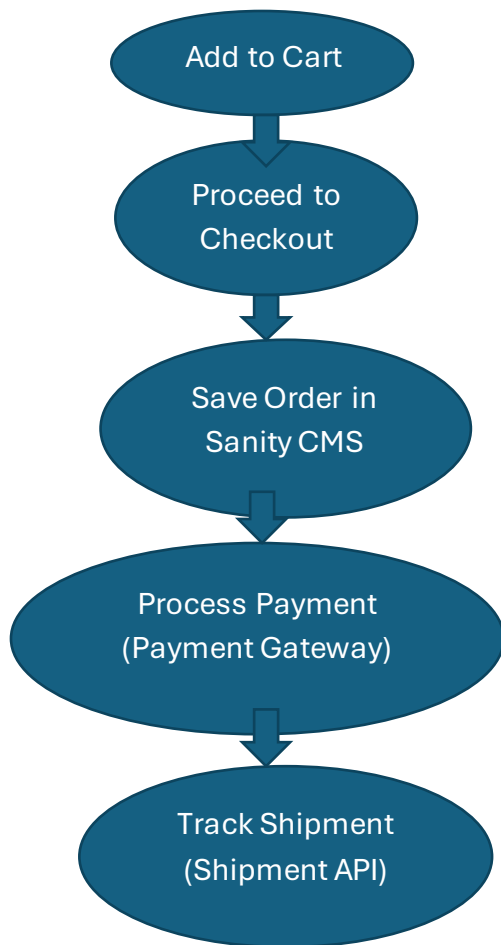 Add to Cart
Proceed to
Checkout
Save Order in
Sanity CMS
Process Payment
(Payment Gateway)
Track Shipment
(Shipment API)